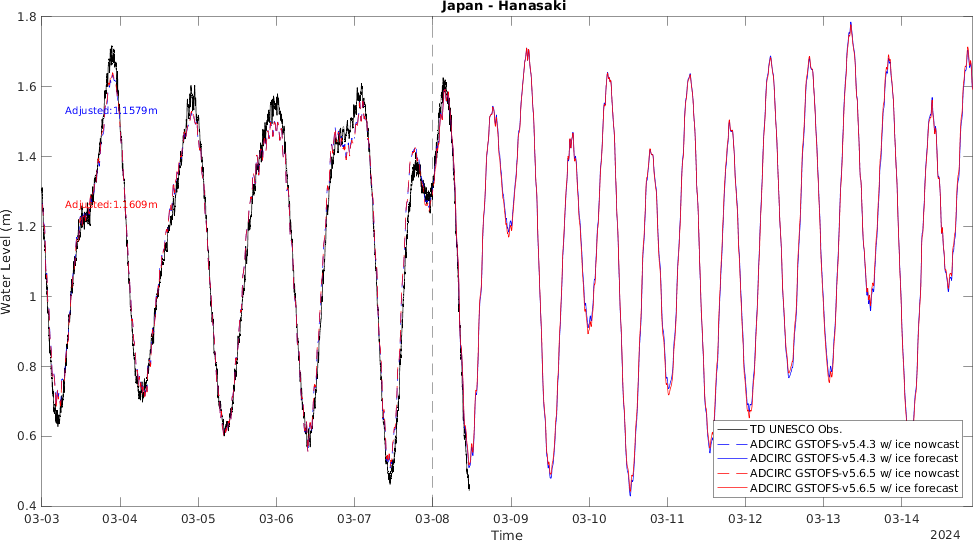 Japan - Hanasaki
1.8
1.6
1.4
1.2
1
0.8
0.6
0.4
Water Level (m)
Adjusted:1.1579m
Adjusted:1.1609m
TD UNESCO Obs.
ADCIRC GSTOFS-v5.4.3 w/ ice nowcast
ADCIRC GSTOFS-v5.4.3 w/ ice forecast
ADCIRC GSTOFS-v5.6.5 w/ ice nowcast
ADCIRC GSTOFS-v5.6.5 w/ ice forecast
03-03 03-04 03-05 03-06 03-07 03-08 03-09 03-10 03-11 03-12 03-13 03-14
Time
2024